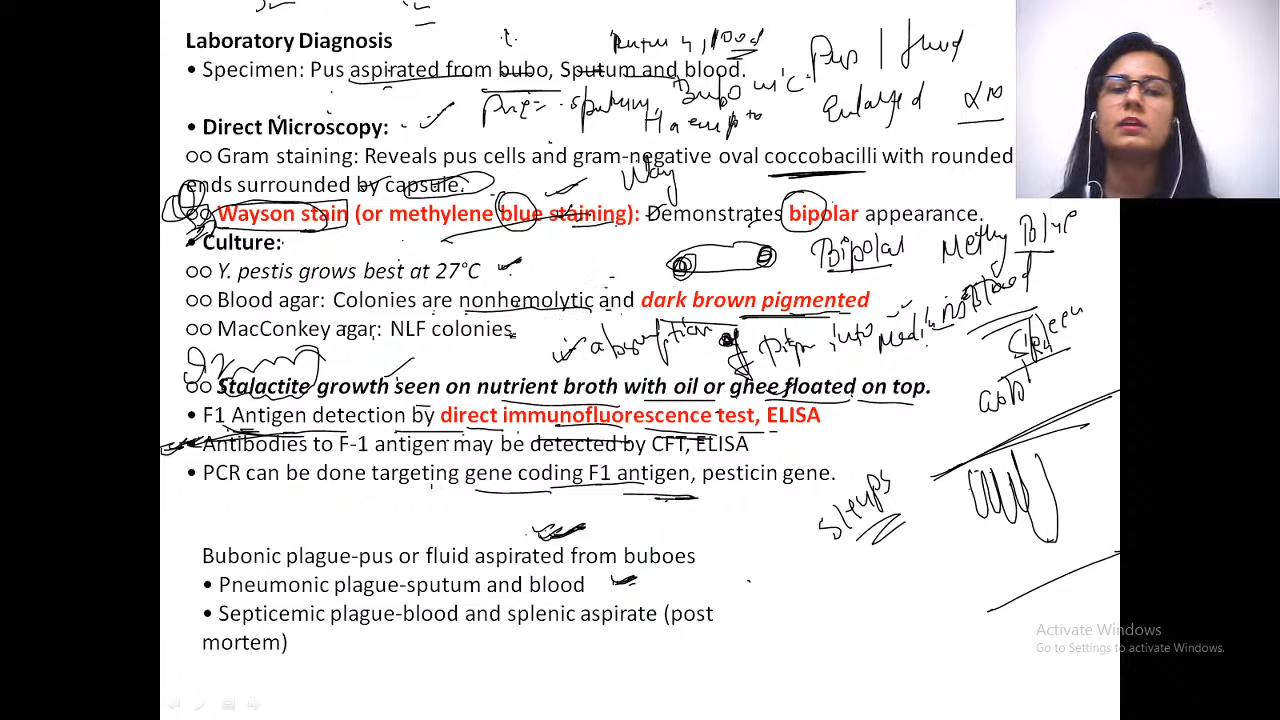 Laboratory Diagnosis
• Specimen: Pus aspirated from bubo, Sputum and blood.
Pus / fluid
Enlarged
sputum
• Direct Microscopy:
○○ Gram staining: Reveals pus cells and gram-negative oval coccobacilli with rounded
ends surrounded by capsule.
Way
○○ Wayson stain (or methylene blue staining): Demonstrates bipolar appearance.
• Culture:
Bipolar
○○ Y. pestis grows best at 27°C
○○ Blood agar: Colonies are nonhemolytic and dark brown pigmented
○○ MacConkey agar: NLF colonies.
absorption of into
○○ Stalactite growth seen on nutrient broth with oil or ghee floated on top.
• F1 Antigen detection by direct immunofluorescence test, ELISA
• Antibodies to F-1 antigen may be detected by CFT, ELISA
• PCR can be done targeting gene coding F1 antigen, pesticin gene.
Bubonic plague-pus or fluid aspirated from buboes
• Pneumonic plague-sputum and blood
• Septicemic plague-blood and splenic aspirate (post
mortem)
Activate Windows
Go to Settings to activate Windows.